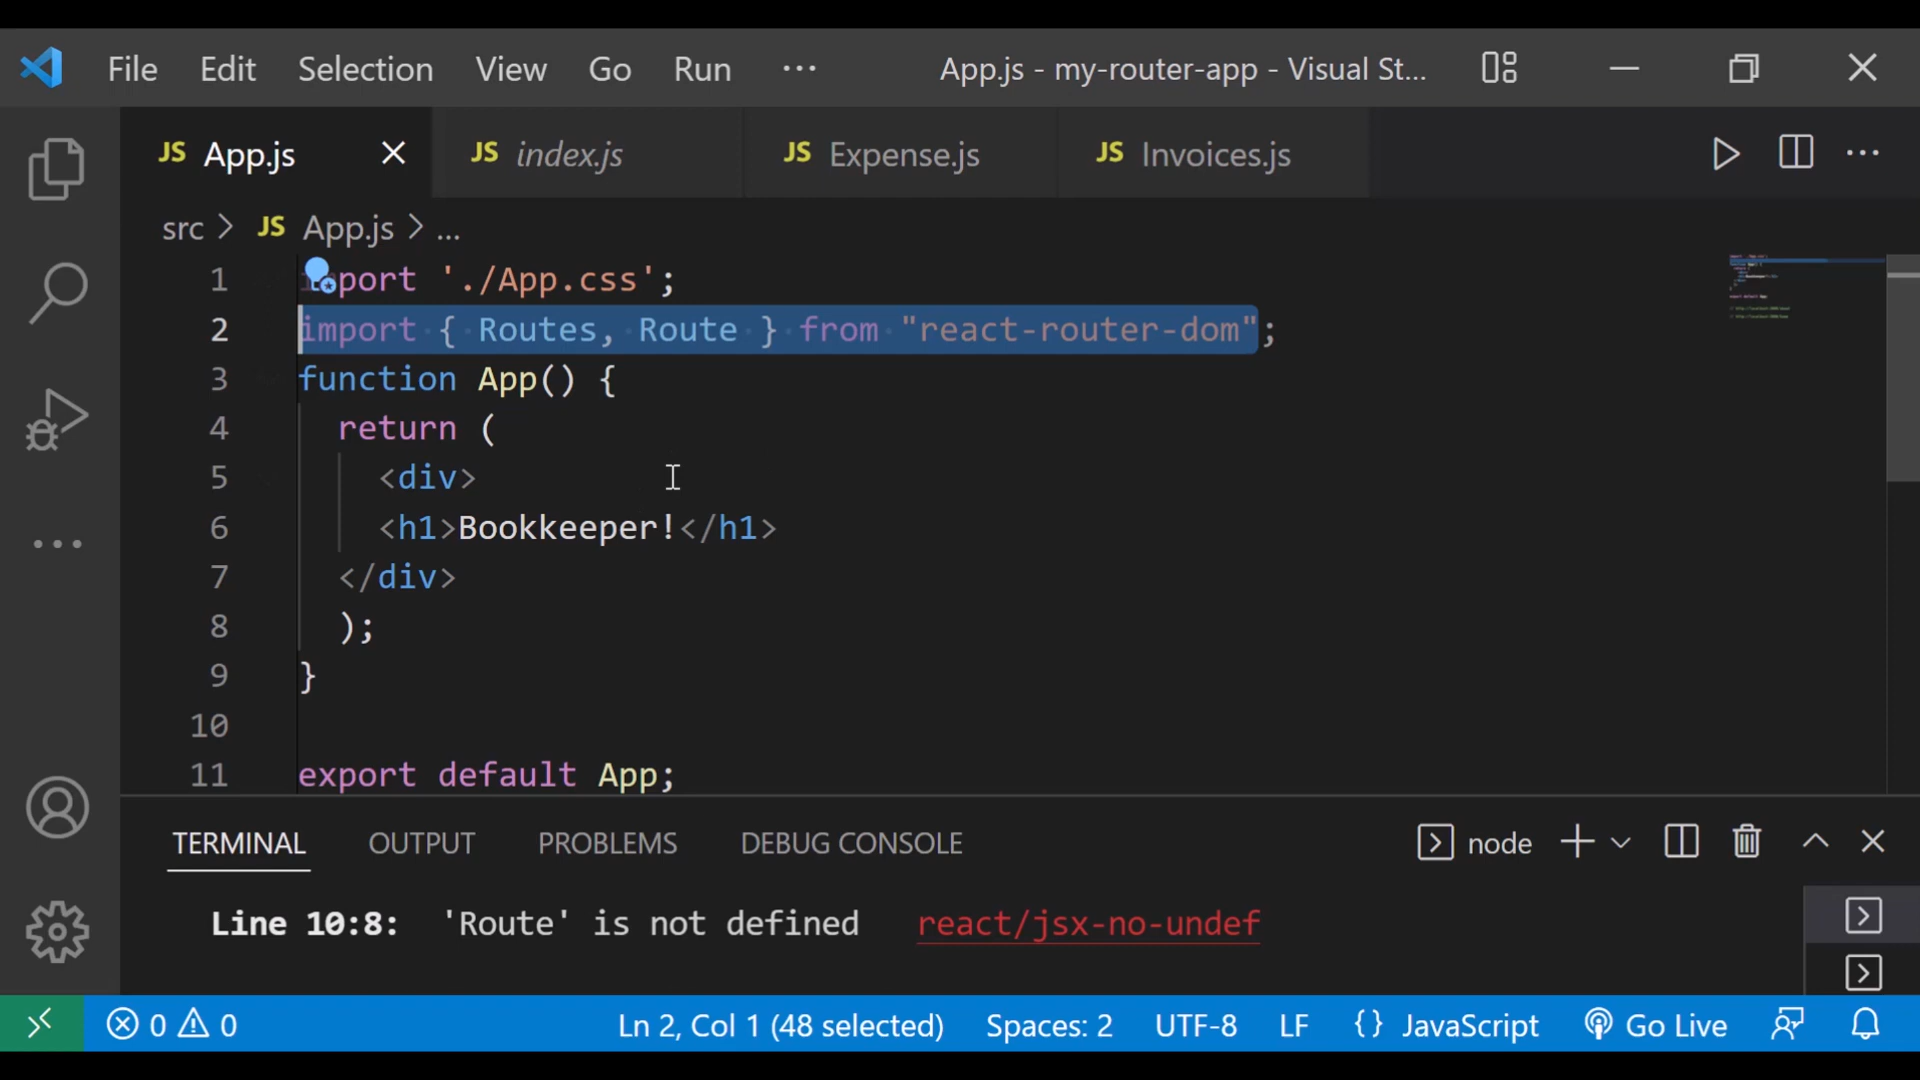 File Edit Selection View Go Run ··· App.js - my-router-app - Visual St...
JS App.js JS index.js JS Expense.js JS Invoices.js
src > JS App.js > ...
1 import './App.css';
2 import { Routes, Route } from "react-router-dom";
3 function App() {
4 return (
5 <div>
6 <h1>Bookkeeper!</h1>
7 </div>
8 );
9 }
10
11 export default App;
TERMINAL OUTPUT PROBLEMS DEBUG CONSOLE node
Line 10:8: 'Route' is not defined react/jsx-no-undef
0 0 Ln 2, Col 1 (48 selected) Spaces: 2 UTF-8 LF {} JavaScript Go Live